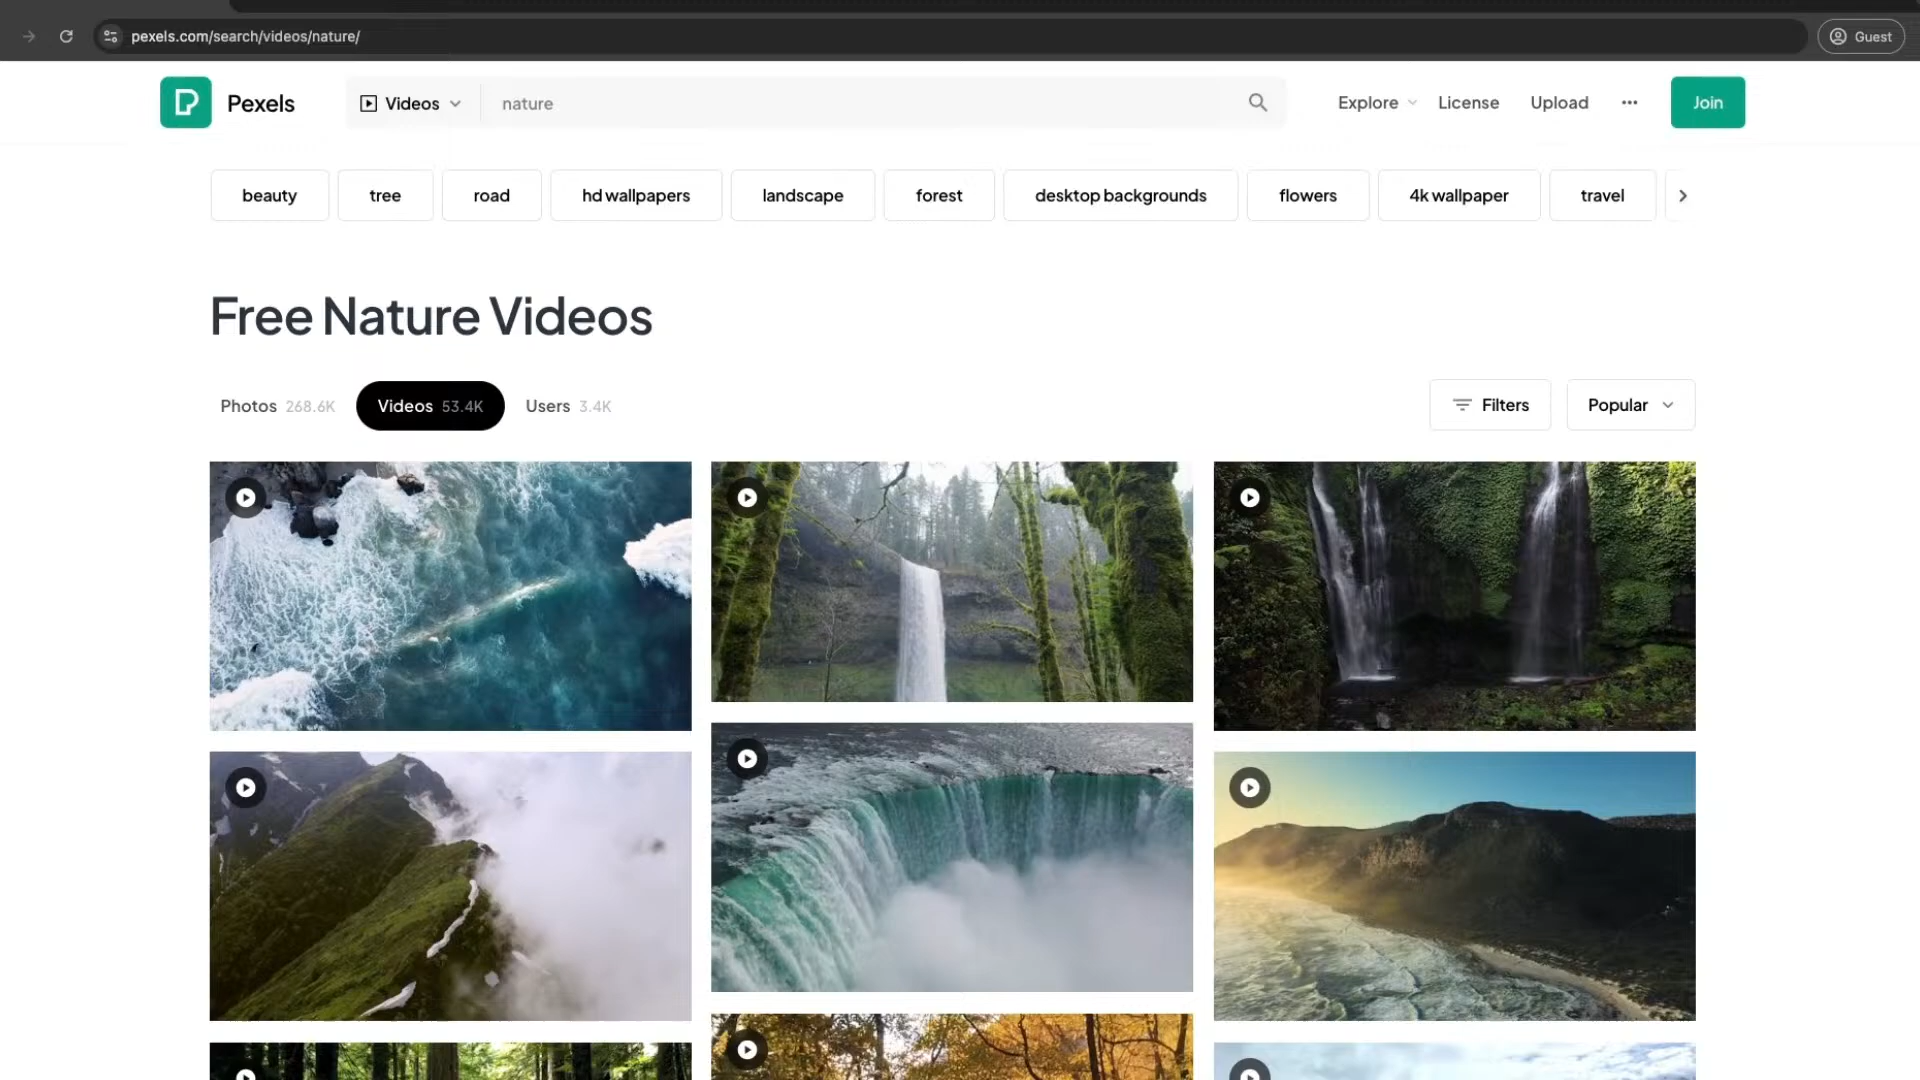 pexels.com/search/videos/nature/
Guest
Pexels
Videos
nature
Explore
License
Upload
Join
beauty
tree
road
hd wallpapers
landscape
forest
desktop backgrounds
flowers
4k wallpaper
travel
Free Nature Videos
Photos 268.6K
Videos 53.4K
Users 3.4K
Filters
Popular